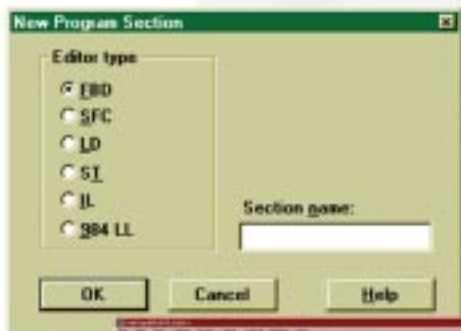 New Program Section
Editor type
FBD
SFC
LD
ST
IL
984 LL
Section name:
OK
Cancel
Help